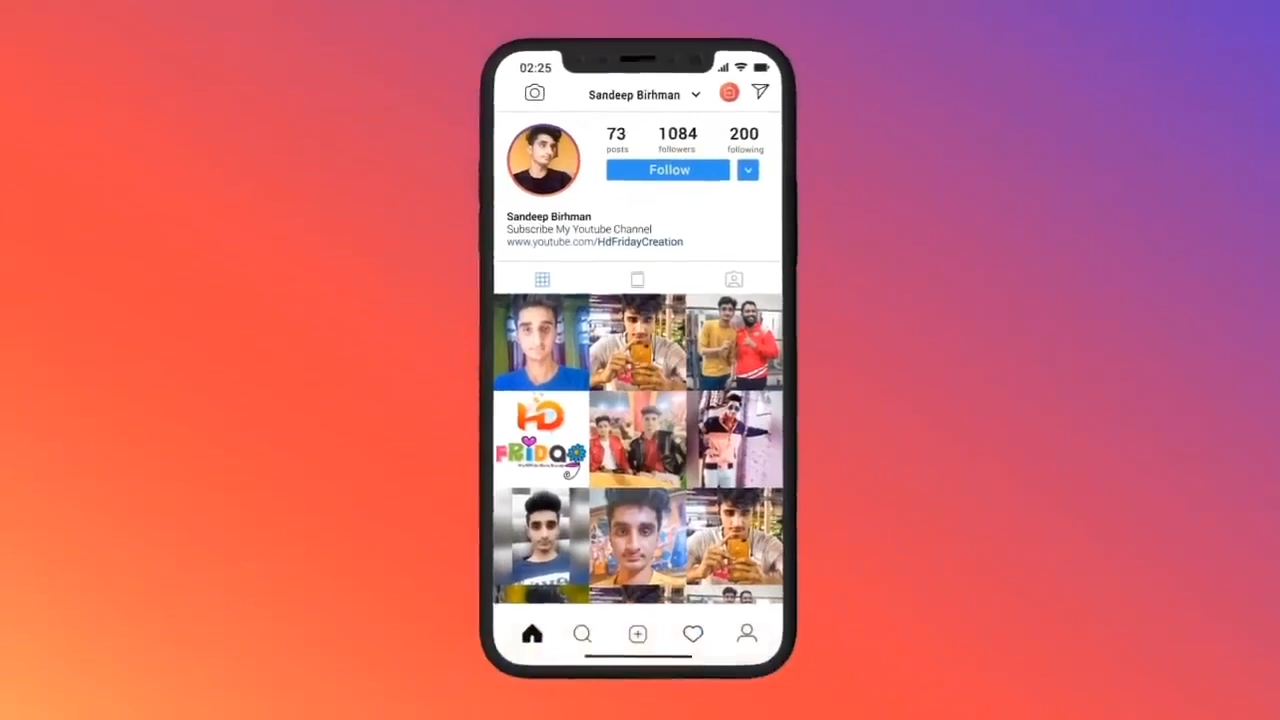 02:25
Sandeep Birhman
73 1084 200
posts followers following
Follow
Sandeep Birhman
Subscribe My Youtube Channel
www.youtube.com/HdFridayCreation
HD
FRiDay